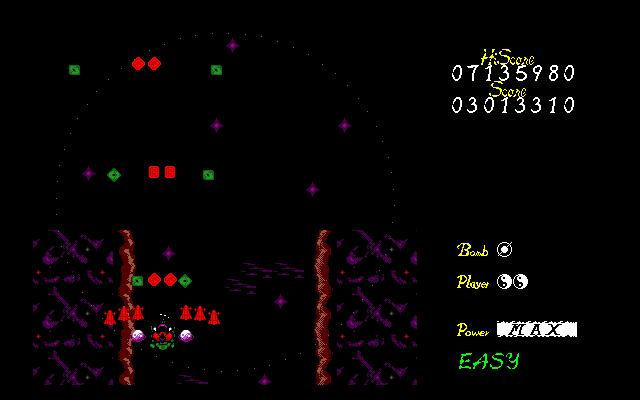 HiScore
07135980
Score
03013310
Bomb
Player
Power MAX
EASY